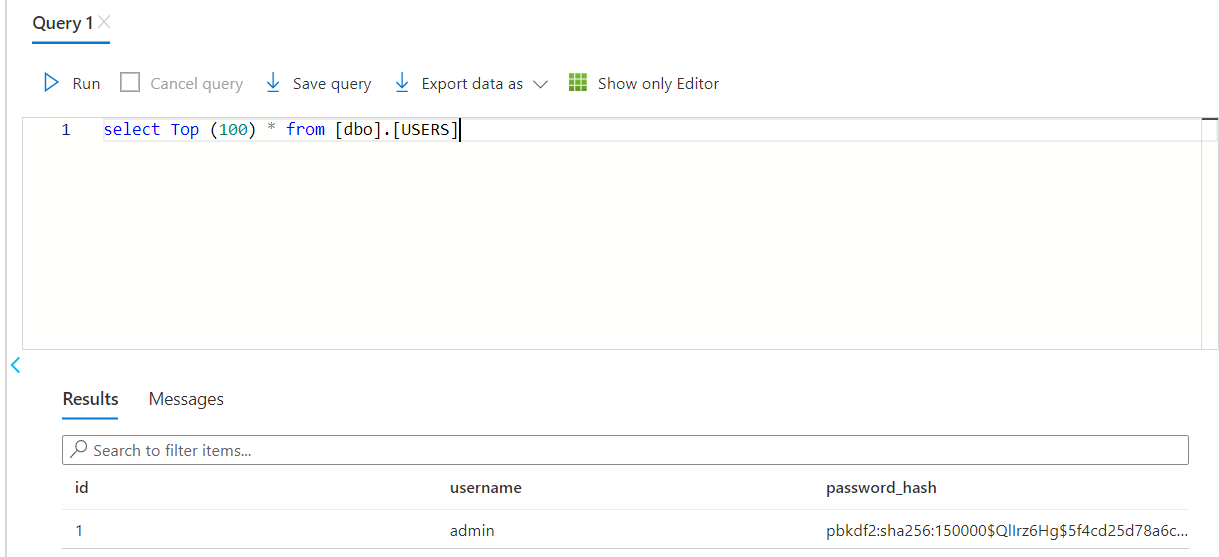 Query 1
Run Cancel query Save query Export data as Show only Editor
1 select Top (100) * from [dbo].[USERS]
Results Messages
Search to filter items...
id username password_hash
1 admin pbkdf2:sha256:150000$QlIrz6Hg$5f4cd25d78a6c...